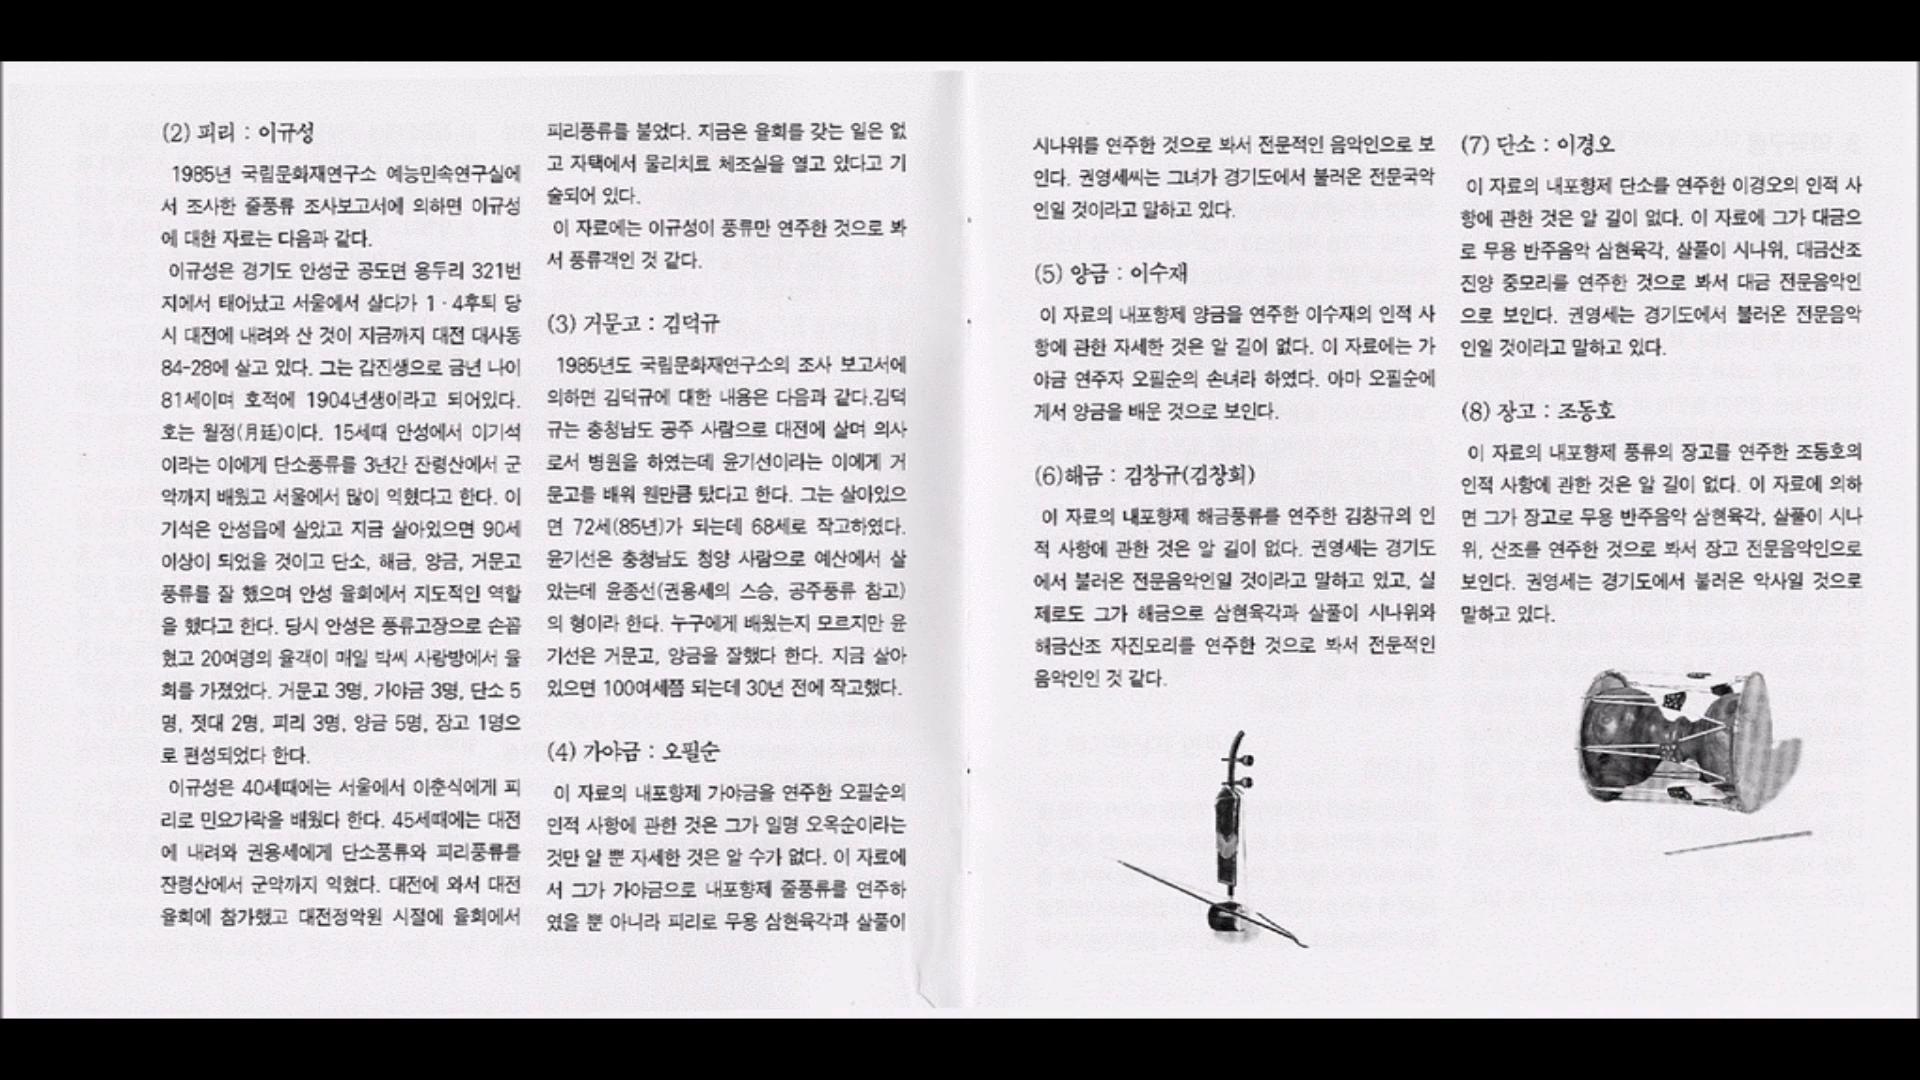 (2) 피리 : 이규성
1985년 국립문화재연구소 예능민속연구실에
서 조사한 줄풍류 조사보고서에 의하면 이규성
에 대한 자료는 다음과 같다.
이규성은 경기도 안성군 공도면 용두리 321번
지에서 태어났고 서울에서 살다가 1·4후퇴 당
시 대전에 내려와 산 것이 지금까지 대전 대사동
84-28에 살고 있다. 그는 갑진생으로 금년 나이
81세이며 호적에 1904년생이라고 되어있다.
호는 월정(月廷)이다. 15세때 안성에서 이기석
이라는 이에게 단소풍류를 3년간 잔령산에서 군
악까지 배웠고 서울에서 많이 익혔다고 한다. 이
기석은 안성읍에 살았고 지금 살아있으면 90세
이상이 되었을 것이고 단소, 해금, 양금, 거문고
풍류를 잘 했으며 안성 율회에서 지도적인 역할
을 했다고 한다. 당시 안성은 풍류고장으로 손꼽
혔고 20여명의 율객이 매일 박씨 사랑방에서 율
회를 가졌었다. 거문고 3명, 가야금 3명, 단소 5
명, 젓대 2명, 피리 3명, 양금 5명, 장고 1명으
로 편성되었다 한다.
이규성은 40세때에는 서울에서 이춘식에게 피
리로 민요가락을 배웠다 한다. 45세때에는 대전
에 내려와 권용세에게 단소풍류와 피리풍류를
잔령산에서 군악까지 익혔다. 대전에 와서 대전
율회에 참가했고 대전정악원 시절에 율회에서
피리풍류를 불었다. 지금은 율회를 갖는 일은 없
고 자택에서 물리치료 체조실을 열고 있다고 기
술되어 있다.
이 자료에는 이규성이 풍류만 연주한 것으로 봐
서 풍류객인 것 같다.
(3) 거문고 : 김덕규
1985년도 국립문화재연구소의 조사 보고서에
의하면 김덕규에 대한 내용은 다음과 같다.김덕
규는 충청남도 공주 사람으로 대전에 살며 의사
로서 병원을 하였는데 윤기선이라는 이에게 거
문고를 배워 원만큼 탔다고 한다. 그는 살아있으
면 72세(85년)가 되는데 68세로 작고하였다.
윤기선은 충청남도 청양 사람으로 예산에서 살
았는데 윤종선(권용세의 스승, 공주풍류 참고)
의 형이라 한다. 누구에게 배웠는지 모르지만 윤
기선은 거문고, 양금을 잘했다 한다. 지금 살아
있으면 100여세쯤 되는데 30년 전에 작고했다.
(4) 가야금 : 오필순
이 자료의 내포향제 가야금을 연주한 오필순의
인적 사항에 관한 것은 그가 일명 오옥순이라는
것만 알 뿐 자세한 것은 알 수가 없다. 이 자료에
서 그가 가야금으로 내포향제 줄풍류를 연주하
였을 뿐 아니라 피리로 무용 삼현육각과 살풀이
시나위를 연주한 것으로 봐서 전문적인 음악인으로 보
인다. 권영세씨는 그녀가 경기도에서 불러온 전문국악
인일 것이라고 말하고 있다.
(5) 양금 : 이수재
이 자료의 내포향제 양금을 연주한 이수재의 인적 사
항에 관한 자세한 것은 알 길이 없다. 이 자료에는 가
야금 연주자 오필순의 손녀라 하였다. 아마 오필순에
게서 양금을 배운 것으로 보인다.
(6)해금 : 김창규(김창회)
이 자료의 내포향제 해금풍류를 연주한 김창규의 인
적 사항에 관한 것은 알 길이 없다. 권영세는 경기도
에서 불러온 전문음악인일 것이라고 말하고 있고, 실
제로도 그가 해금으로 삼현육각과 살풀이 시나위와
해금산조 자진모리를 연주한 것으로 봐서 전문적인
음악인인 것 같다.
(7) 단소 : 이경오
이 자료의 내포향제 단소를 연주한 이경오의 인적 사
항에 관한 것은 알 길이 없다. 이 자료에 그가 대금으
로 무용 반주음악 삼현육각, 살풀이 시나위, 대금산조
진양 중모리를 연주한 것으로 봐서 대금 전문음악인
으로 보인다. 권영세는 경기도에서 불러온 전문음악
인일 것이라고 말하고 있다.
(8) 장고 : 조동호
이 자료의 내포향제 풍류의 장고를 연주한 조동호의
인적 사항에 관한 것은 알 길이 없다. 이 자료에 의하
면 그가 장고로 무용 반주음악 삼현육각, 살풀이 시나
위, 산조를 연주한 것으로 봐서 장고 전문음악인으로
보인다. 권영세는 경기도에서 불러온 악사일 것으로
말하고 있다.